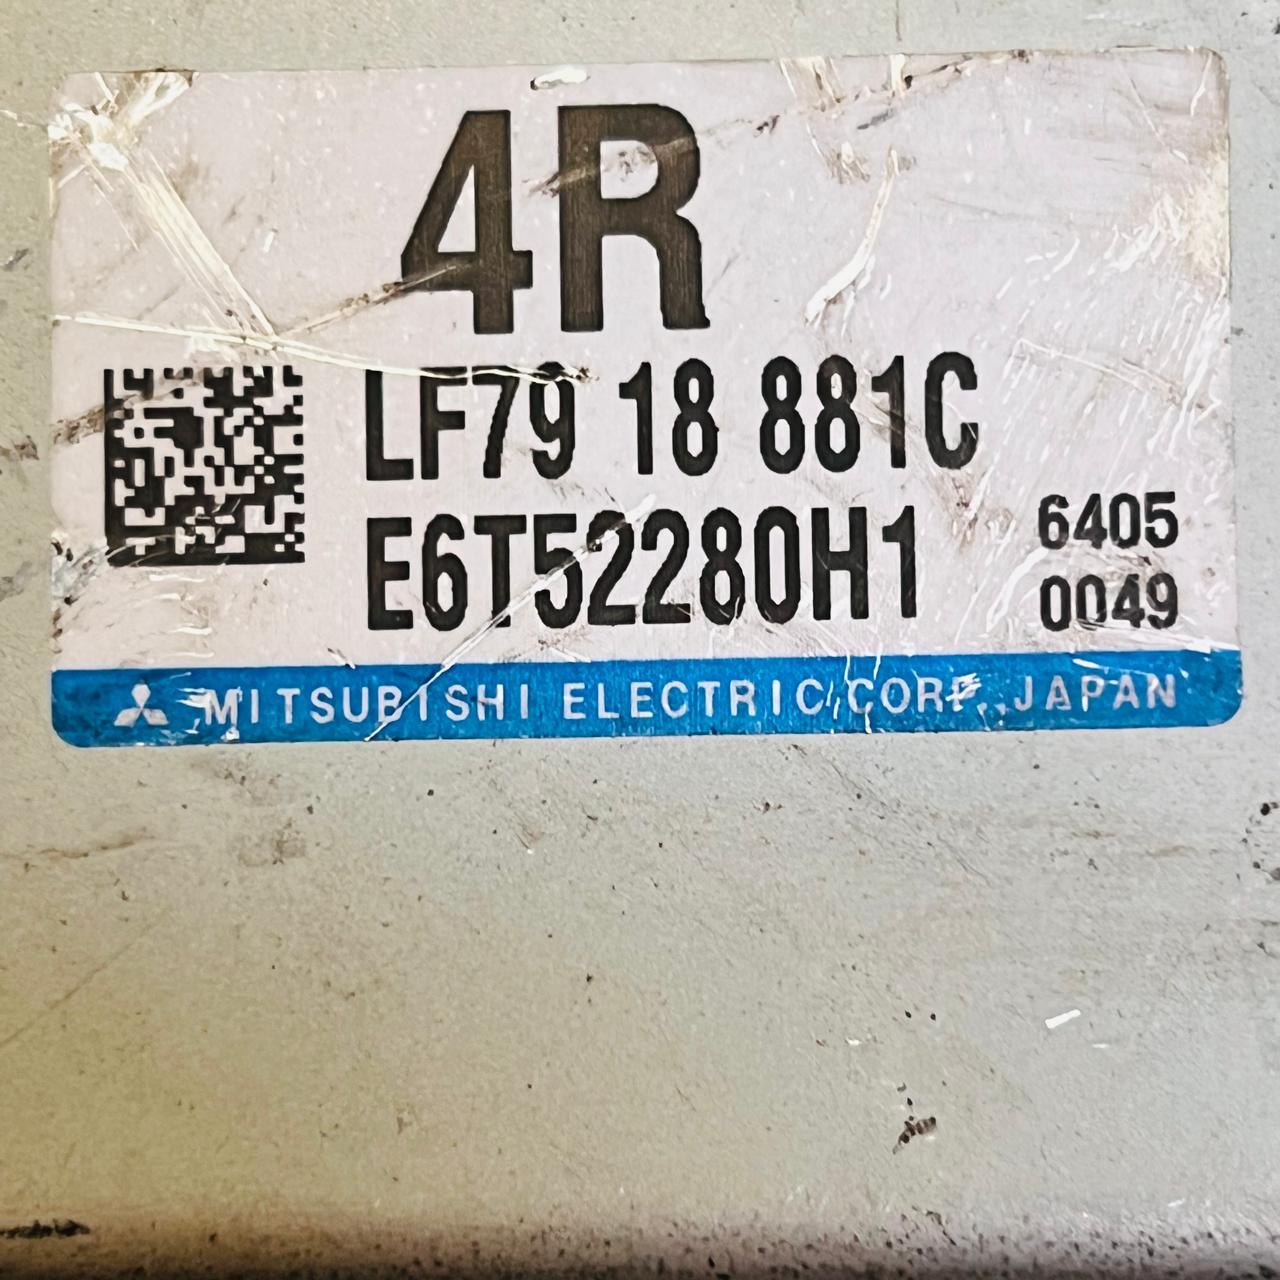 4R
LF79 18 881C
E6T52280H1
6405
0049
MITSUBISHI ELECTRIC CORP., JAPAN